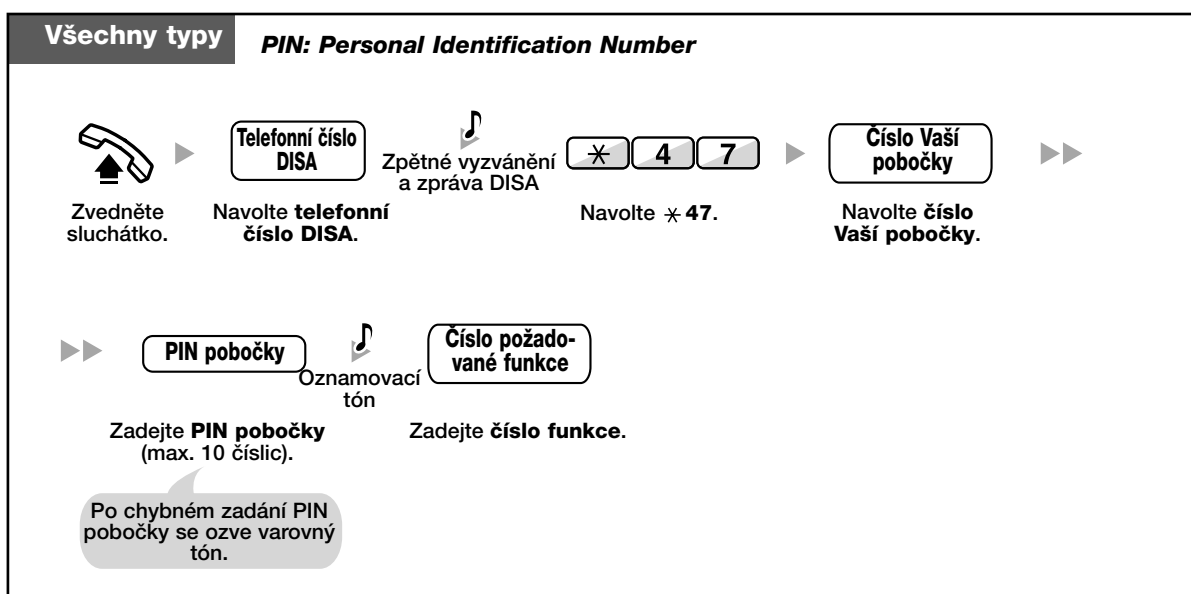 Všechny typy
PIN: Personal Identification Number
Telefonní číslo
DISA
Zpětné vyzvánění
a zpráva DISA
* 4 7
Číslo Vaší
pobočky
Zvedněte
sluchátko.
Navolte telefonní
číslo DISA.
Navolte * 47.
Navolte číslo
Vaší pobočky.
PIN pobočky
Oznamovací
tón
Číslo požado-
vané funkce
Zadejte PIN pobočky
(max. 10 číslic).
Zadejte číslo funkce.
Po chybném zadání PIN
pobočky se ozve varovný
tón.